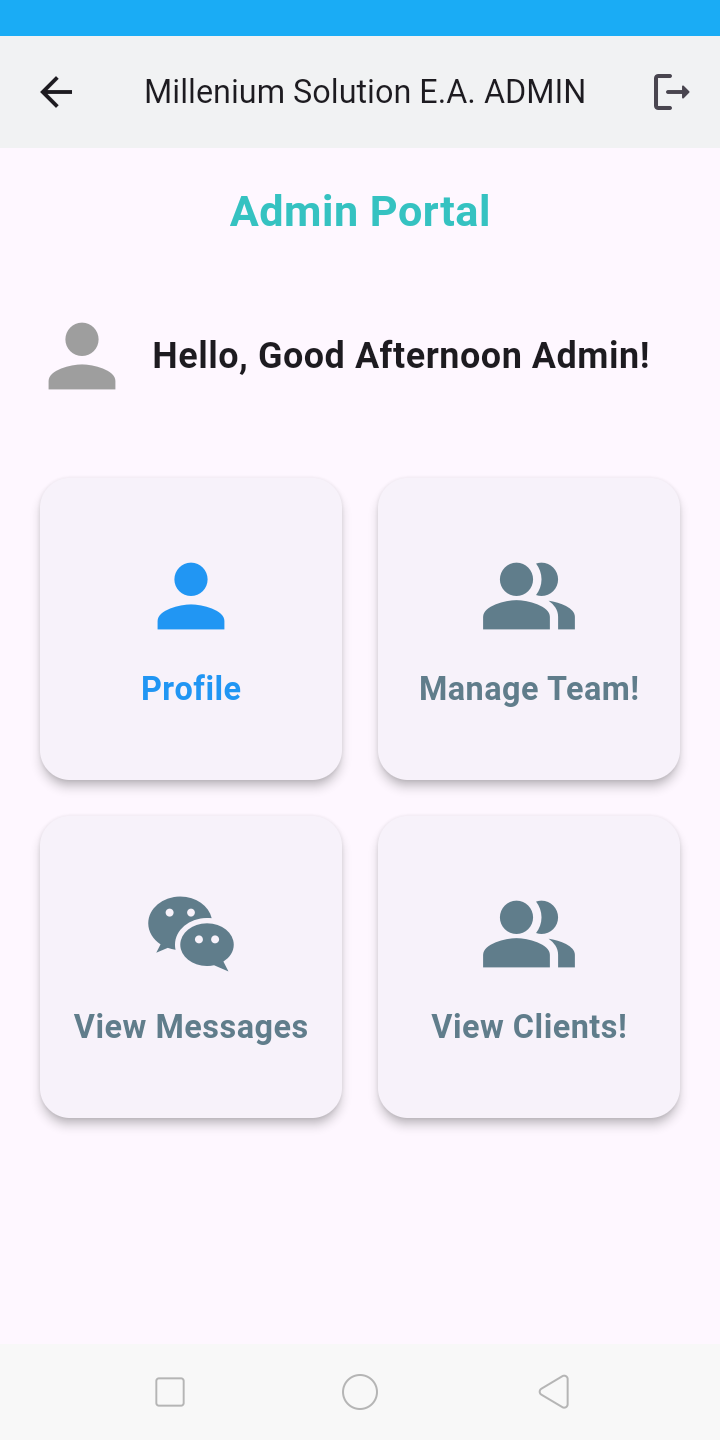 Millenium Solution E.A. ADMIN
Admin Portal
Hello, Good Afternoon Admin!
Profile
Manage Team!
View Messages
View Clients!